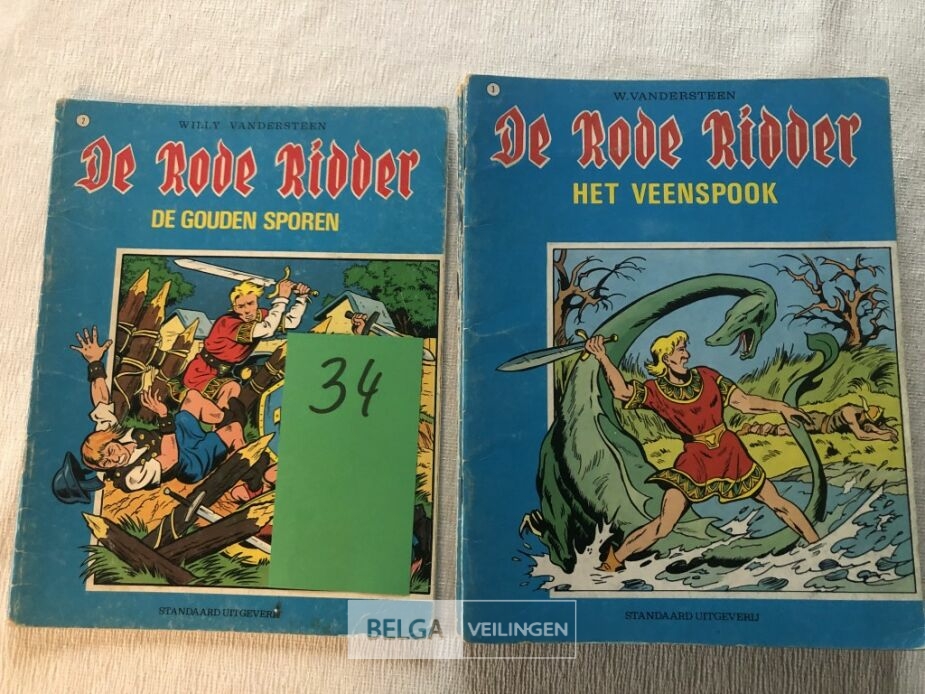 2
WILLY VANDERSTEEN
De Rode Ridder
DE GOUDEN SPOREN
34
STANDAARD UITGEVERIJ
W. VANDERSTEEN
De Rode Ridder
HET VEENSPOOK
STANDAARD UITGEVERIJ
BELGA VEILINGEN